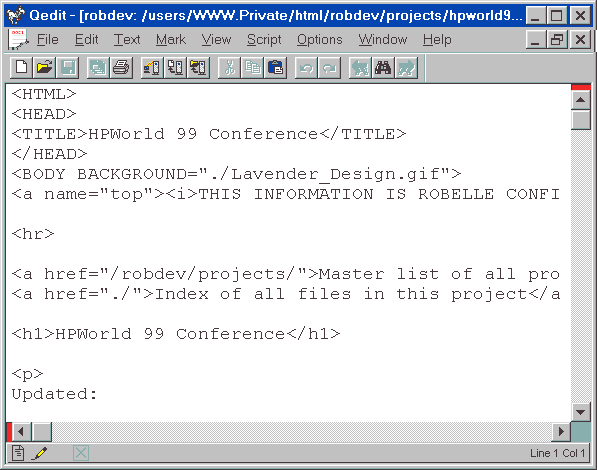 Qedit - [robdev: /users/WWW.Private/html/robdev/projects/hpworld9...
File Edit Text Mark View Script Options Window Help
<HTML>
<HEAD>
<TITLE>HPWorld 99 Conference</TITLE>
</HEAD>
<BODY BACKGROUND="./Lavender_Design.gif">
<a name="top"><i>THIS INFORMATION IS ROBELLE CONFI
<hr>
<a href="/robdev/projects/">Master list of all pro
<a href="./">Index of all files in this project</a
<h1>HPWorld 99 Conference</h1>
<p>
Updated:
Line 1 Col 1